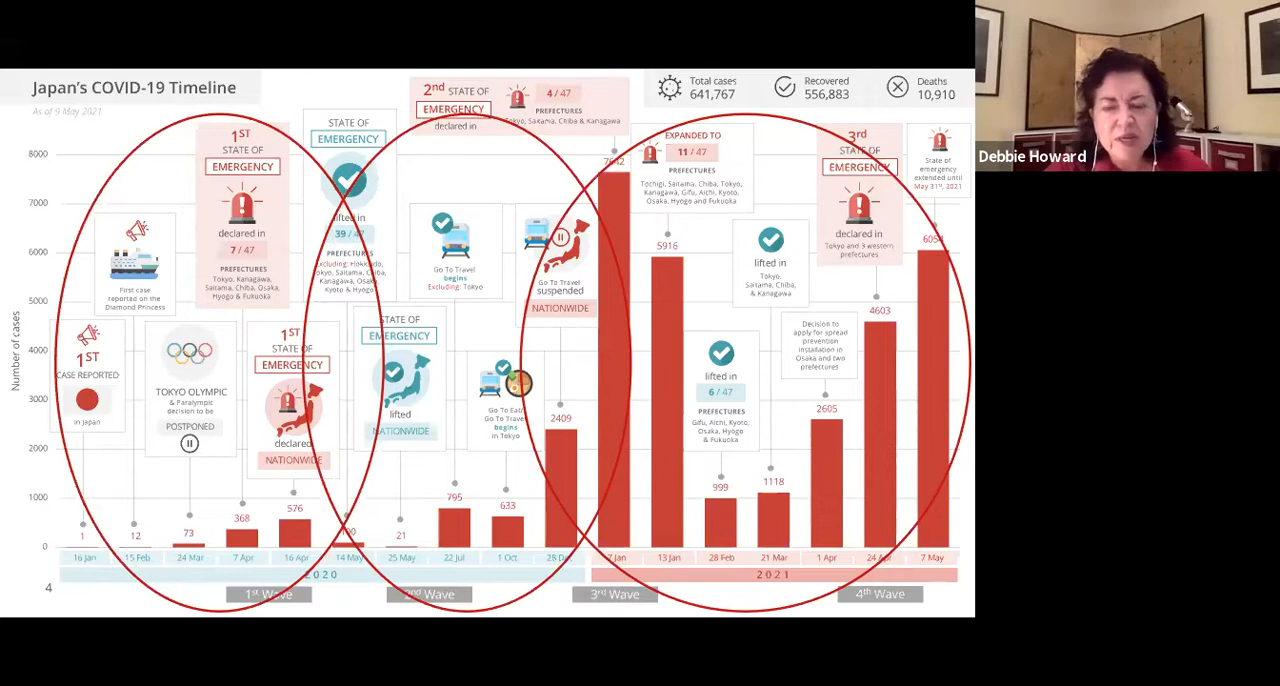 Japan's COVID-19 Timeline
As of 9 May 2021
Total cases
641,767
Recovered
556,883
Deaths
10,910
Debbie Howard
Number of cases
8000
7000
6000
5000
4000
3000
2000
1000
0
1ST
CASE REPORTED
in Japan
1
First case
reported on the
Diamond Princess
12
TOKYO OLYMPIC
& Paralympic
decision to be
POSTPONED
73
1ST
STATE OF
EMERGENCY
declared in
7 / 47
PREFECTURES
Tokyo, Kanagawa,
Saitama, Chiba, Osaka,
Hyogo & Fukuoka
368
1ST
STATE OF
EMERGENCY
declared
NATIONWIDE
576
STATE OF
EMERGENCY
lifted in
39 / 47
PREFECTURES
Excluding: Hokkaido,
Tokyo, Saitama, Chiba,
Kanagawa, Osaka,
Kyoto & Hyogo
STATE OF
EMERGENCY
lifted
NATIONWIDE
21
Go To Travel
begins
Excluding: Tokyo
795
Go To Eat/
Go To Travel
begins
in Tokyo
633
Go To Travel
suspended
NATIONWIDE
2409
2nd STATE OF
EMERGENCY
declared in
4 / 47
PREFECTURES
Tokyo, Saitama, Chiba & Kanagawa
7642
EXPANDED TO
11 / 47
PREFECTURES
Tochigi, Saitama, Chiba, Tokyo,
Kanagawa, Gifu, Aichi, Kyoto,
Osaka, Hyogo and Fukuoka
5916
lifted in
6 / 47
PREFECTURES
Gifu, Aichi, Kyoto,
Osaka, Hyogo
& Fukuoka
999
lifted in
Tokyo,
Saitama, Chiba,
& Kanagawa
1118
Decision to
apply for spread
prevention
installation in
Osaka and two
prefectures
2605
3rd
STATE OF
EMERGENCY
declared in
Tokyo and 3 western
prefectures
4603
State of
emergency
extended until
May 31st, 2021
6054
16 Jan
15 Feb
24 Mar
7 Apr
16 Apr
14 May
25 May
22 Jul
1 Oct
28 Dec
7 Jan
13 Jan
28 Feb
21 Mar
1 Apr
24 Apr
7 May
2020
2021
4
1st Wave
2nd Wave
3rd Wave
4th Wave